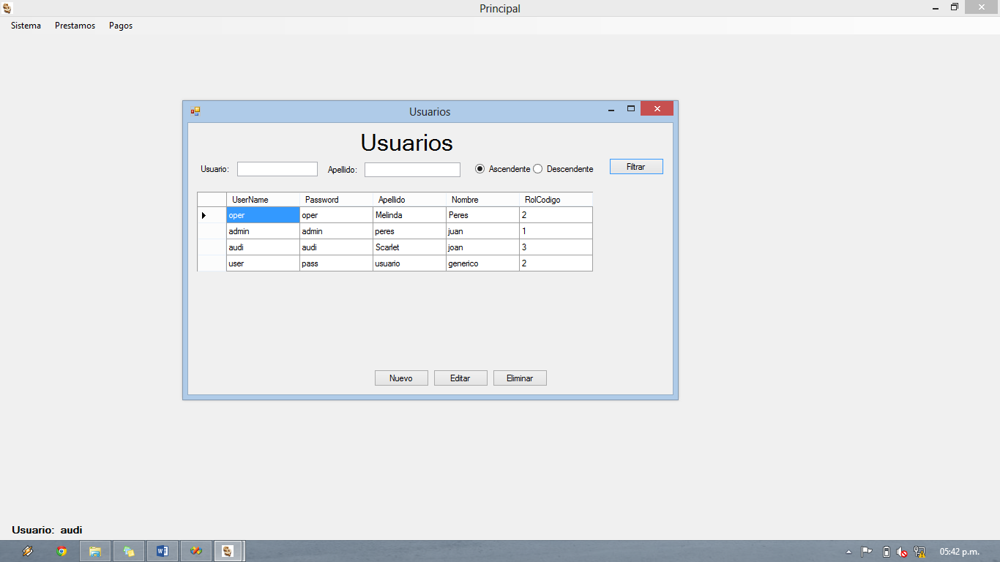 Principal
Sistema Prestamos Pagos
Usuarios
Usuarios
Usuario: Apellido: Ascendente Descendente Filtrar
UserName Password Apellido Nombre RolCodigo
oper oper Melinda Peres 2
admin admin peres juan 1
audi audi Scarlet joan 3
user pass usuario generico 2
Nuevo Editar Eliminar
Usuario: audi
05:42 p.m.